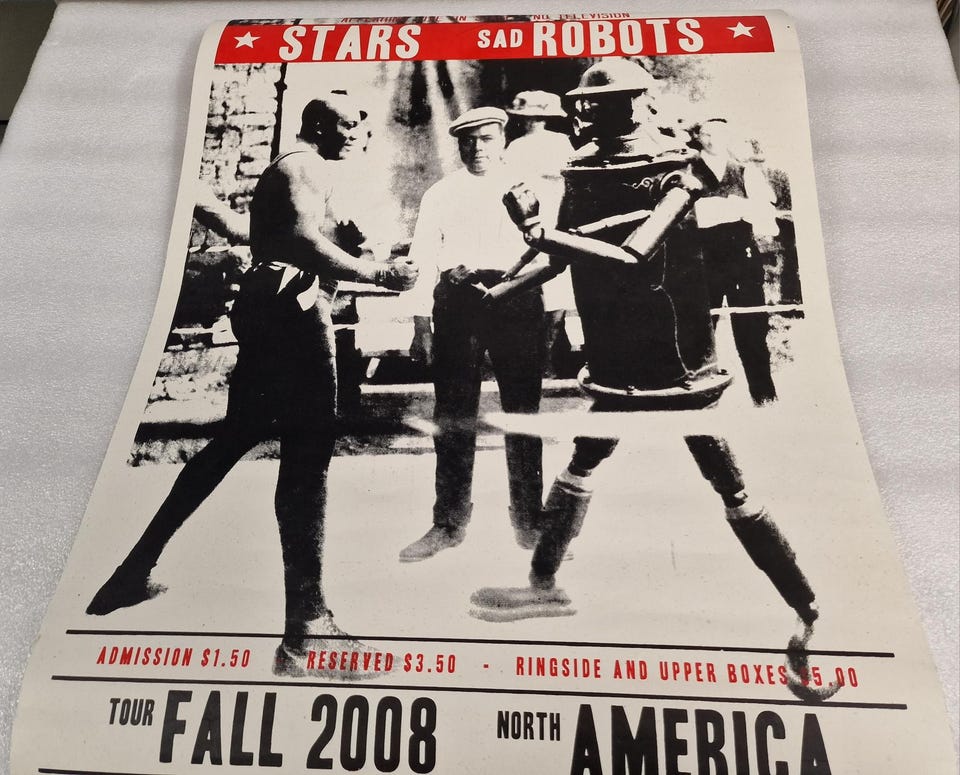 TELEVISION
STARS SAD ROBOTS
ADMISSION $1.50 - RESERVED $3.50 - RINGSIDE AND UPPER BOXES $5.00
TOUR FALL 2008 NORTH AMERICA